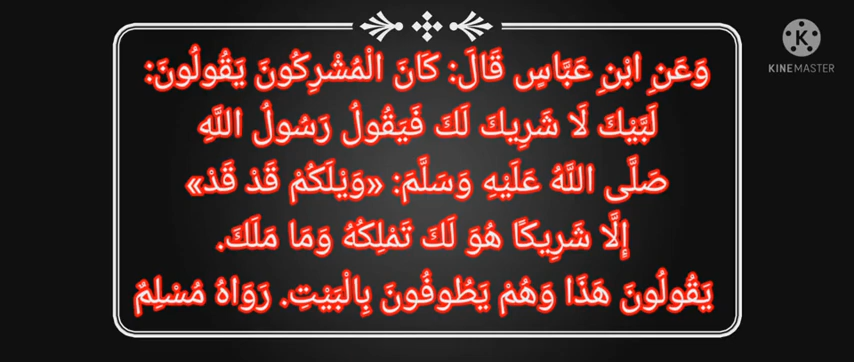 وَعَنِ ابْنِ عَبَّاسٍ قَالَ: كَانَ الْمُشْرِكُونَ يَقُولُونَ:
لَبَّيْكَ لَا شَرِيكَ لَكَ فَيَقُولُ رَسُولُ اللَّهِ
صَلَّى اللَّهُ عَلَيْهِ وَسَلَّمَ: «وَيْلَكُمْ قَدْ قَدْ»
إِلَّا شَرِيكًا هُوَ لَكَ تَمْلِكُهُ وَمَا مَلَكَ.
يَقُولُونَ هَذَا وَهُمْ يَطُوفُونَ بِالْبَيْتِ. رَوَاهُ مُسْلِمٌ
K
KINEMASTER